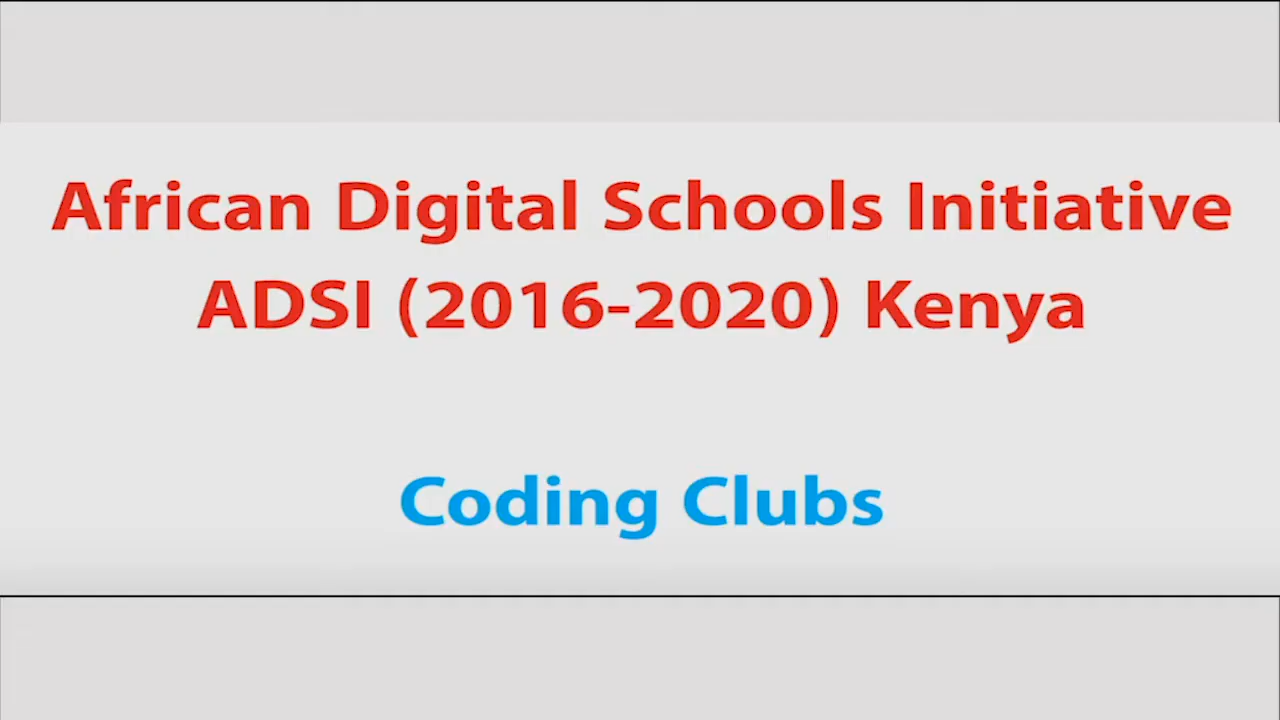 African Digital Schools Initiative
ADSI (2016-2020) Kenya
Coding Clubs